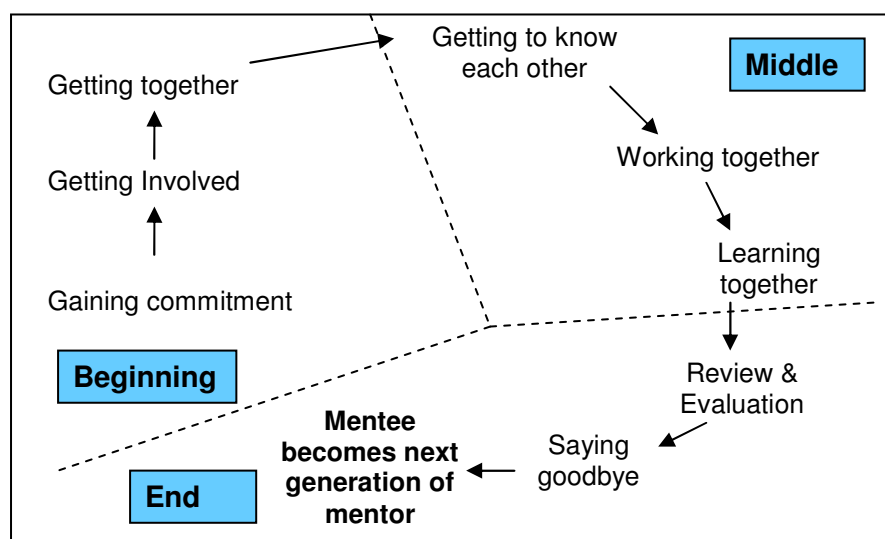 Getting to know
each other
Middle
Getting together
Working together
Getting Involved
Learning
together
Gaining commitment
Beginning
Review &
Evaluation
Mentee
becomes next
generation of
mentor
Saying
goodbye
End